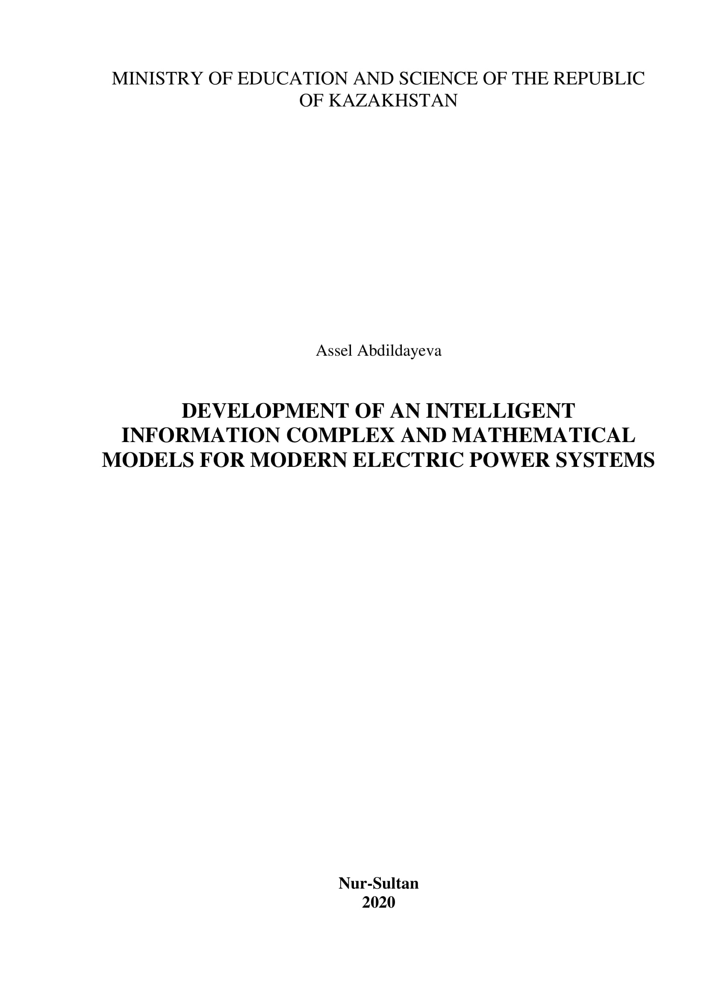 MINISTRY OF EDUCATION AND SCIENCE OF THE REPUBLIC
OF KAZAKHSTAN
Assel Abdildayeva
DEVELOPMENT OF AN INTELLIGENT
INFORMATION COMPLEX AND MATHEMATICAL
MODELS FOR MODERN ELECTRIC POWER SYSTEMS
Nur-Sultan
2020